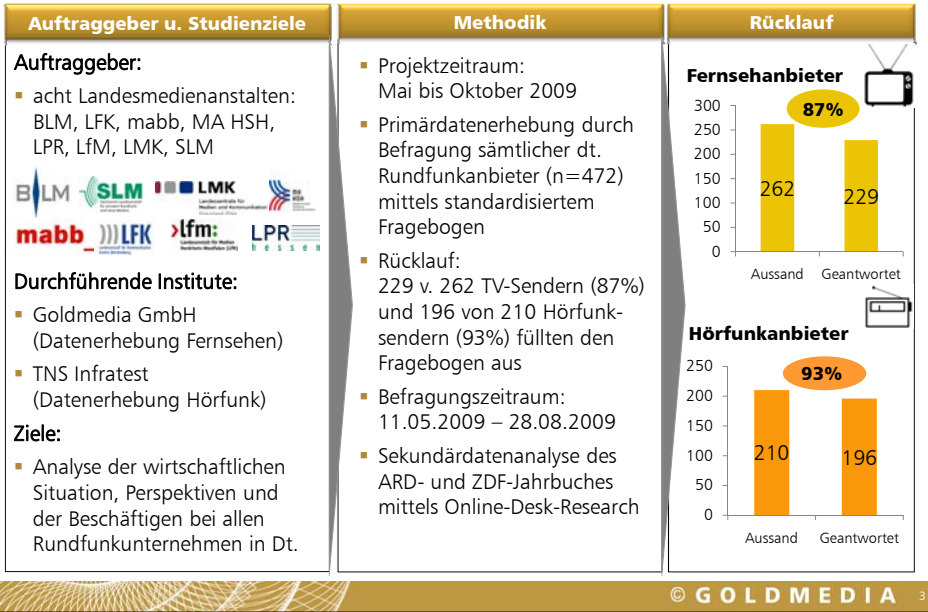 Auftraggeber u. Studienziele
Auftraggeber:
▪ acht Landesmedienanstalten:
BLM, LFK, mabb, MA HSH,
LPR, LfM, LMK, SLM
BLM
SLM
LMK
MA
HSH
mabb_
LFK
lfm:
LPR
hessen
Durchführende Institute:
▪ Goldmedia GmbH
(Datenerhebung Fernsehen)
▪ TNS Infratest
(Datenerhebung Hörfunk)
Ziele:
▪ Analyse der wirtschaftlichen
Situation, Perspektiven und
der Beschäftigen bei allen
Rundfunkunternehmen in Dt.
Methodik
▪ Projektzeitraum:
Mai bis Oktober 2009
▪ Primärdatenerhebung durch
Befragung sämtlicher dt.
Rundfunkanbieter (n=472)
mittels standardisiertem
Fragebogen
▪ Rücklauf:
229 v. 262 TV-Sendern (87%)
und 196 von 210 Hörfunk-
sendern (93%) füllten den
Fragebogen aus
▪ Befragungszeitraum:
11.05.2009 – 28.08.2009
▪ Sekundärdatenanalyse des
ARD- und ZDF-Jahrbuches
mittels Online-Desk-Research
Rücklauf
Fernsehanbieter
87%
300
250
200
150
100
50
0
262
229
Aussand Geantwortet
Hörfunkanbieter
93%
250
200
150
100
50
0
210
196
Aussand Geantwortet
© GOLDMEDIA 3